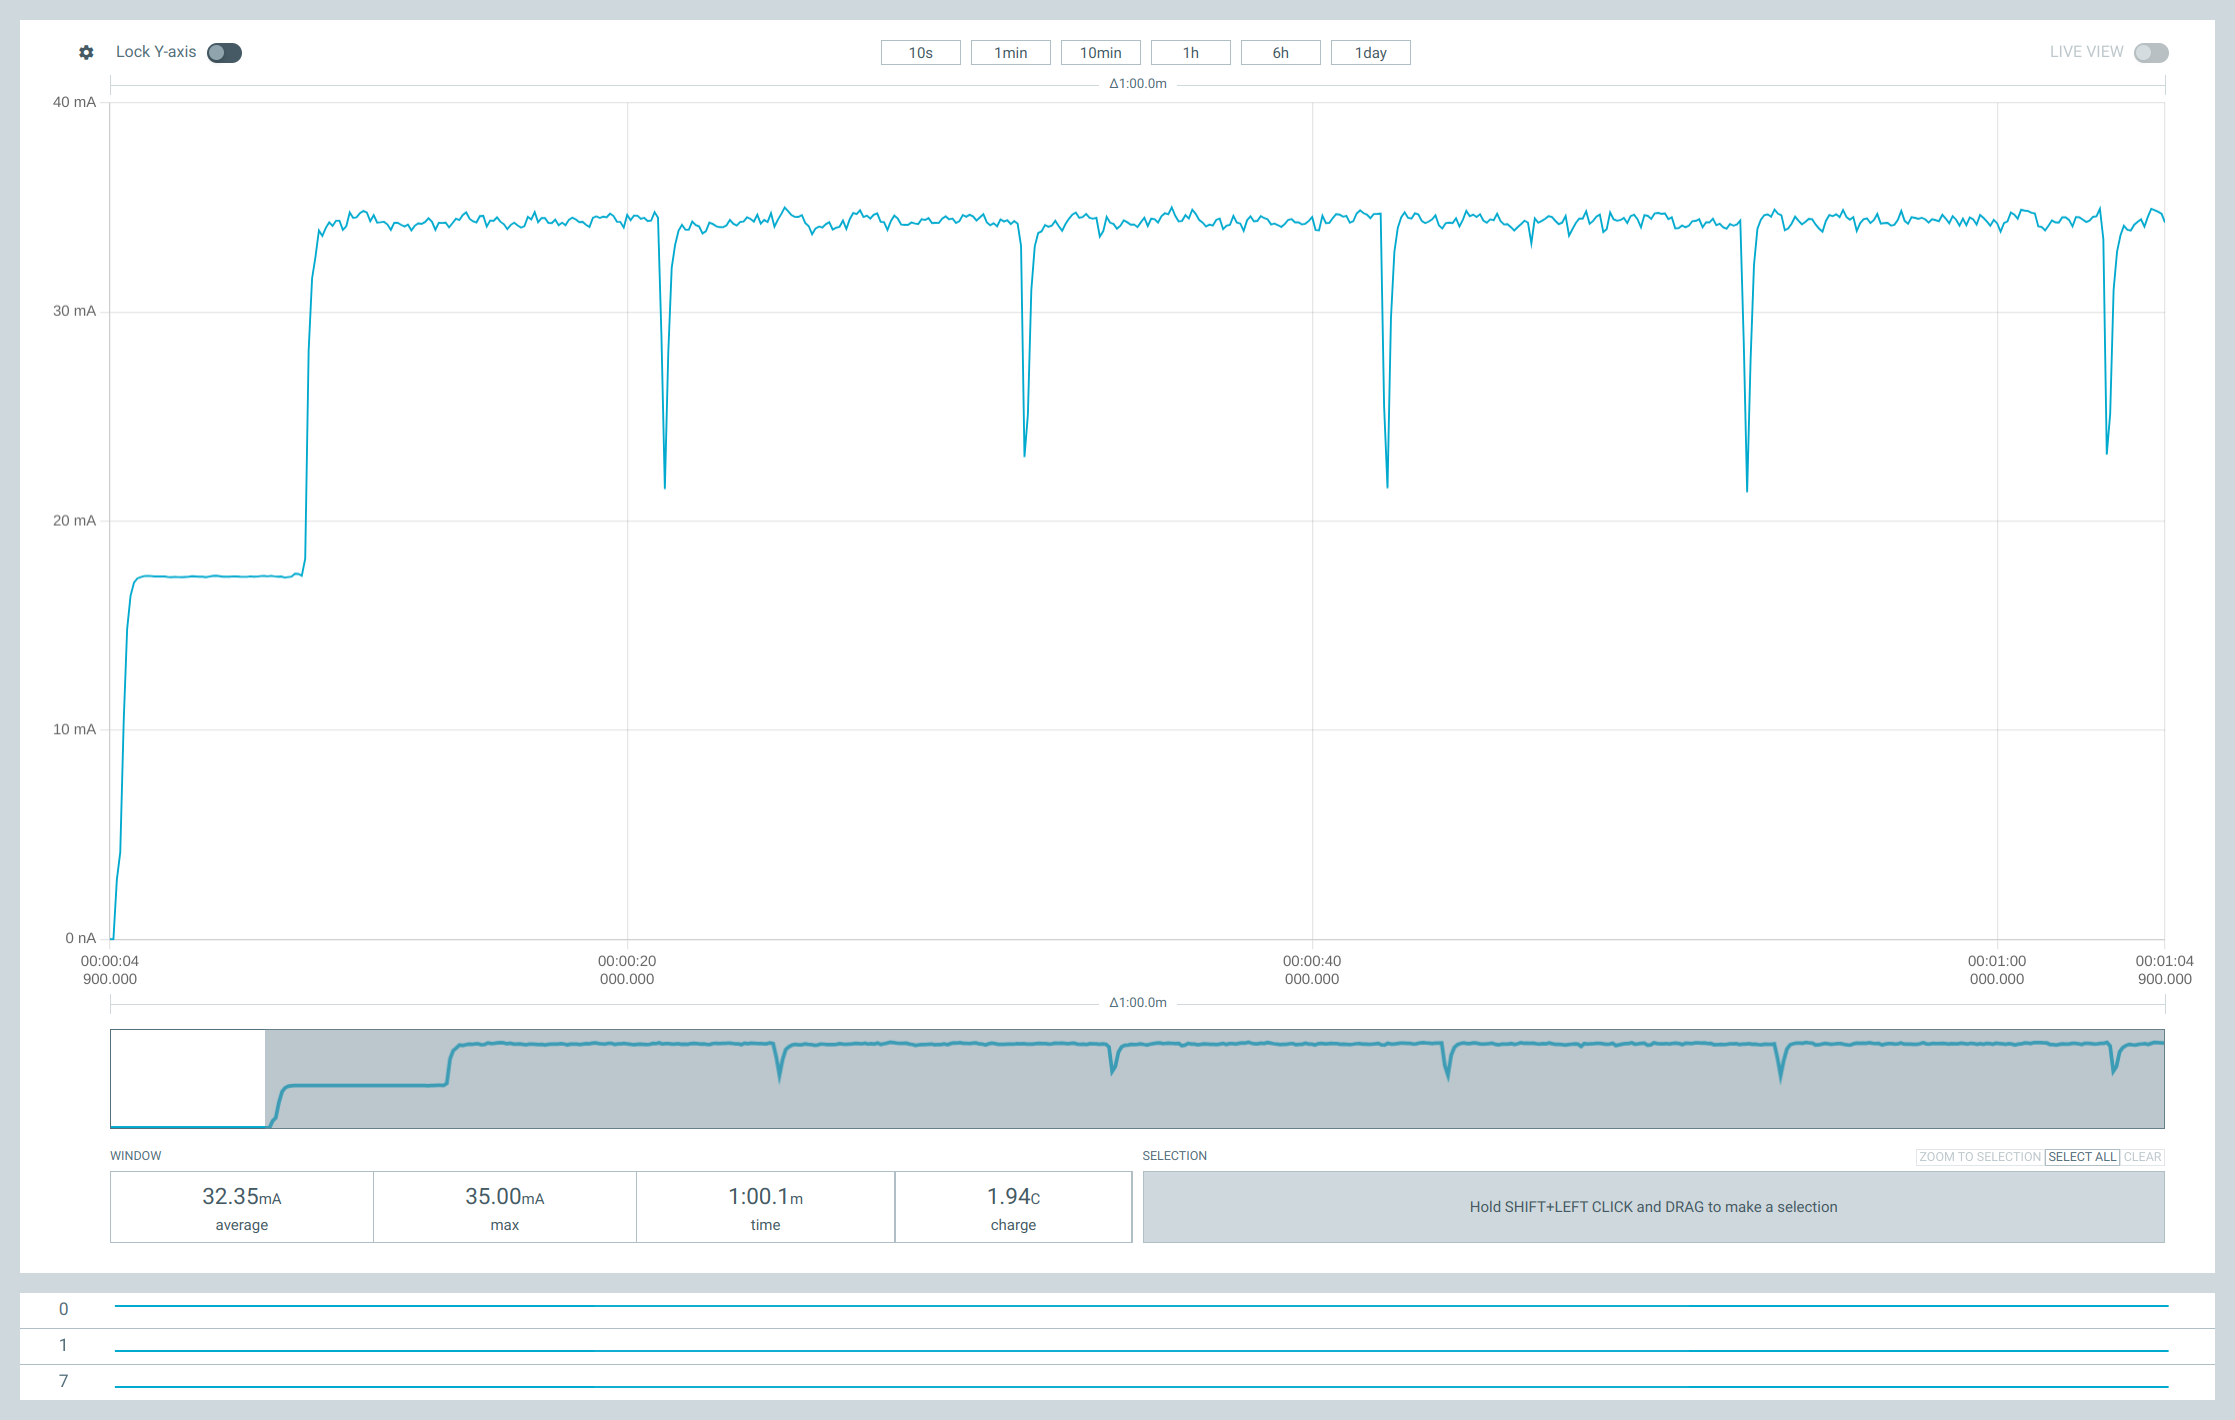 Lock Y-axis
10s 1min 10min 1h 6h 1day
LIVE VIEW
Δ1:00.0m
40 mA
30 mA
20 mA
10 mA
0 nA
00:00:04 00:00:20 00:00:40 00:01:00 00:01:04
900.000 000.000 000.000 000.000 900.000
Δ1:00.0m
WINDOW
32.35mA 35.00mA 1:00.1m 1.94C
average max time charge
SELECTION
ZOOM TO SELECTION SELECT ALL CLEAR
Hold SHIFT+LEFT CLICK and DRAG to make a selection
0
1
7